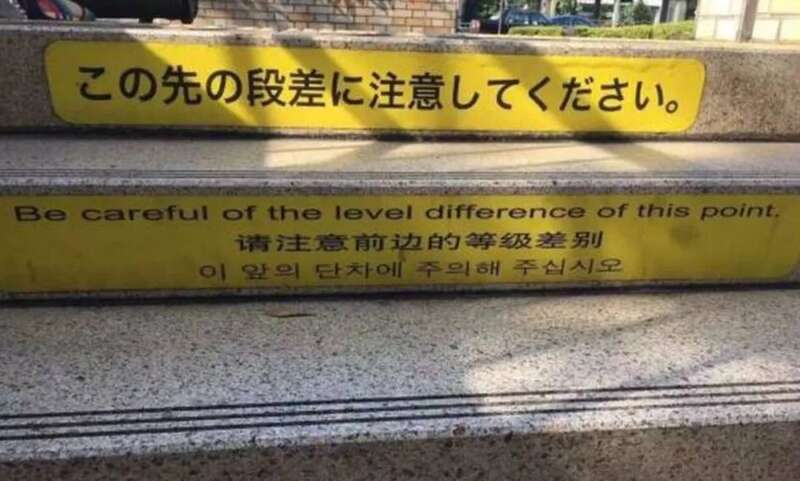 この先の段差に注意してください。
Be careful of the level difference of this point.
请注意前边的等级差别
이 앞의 단차에 주의해 주십시오